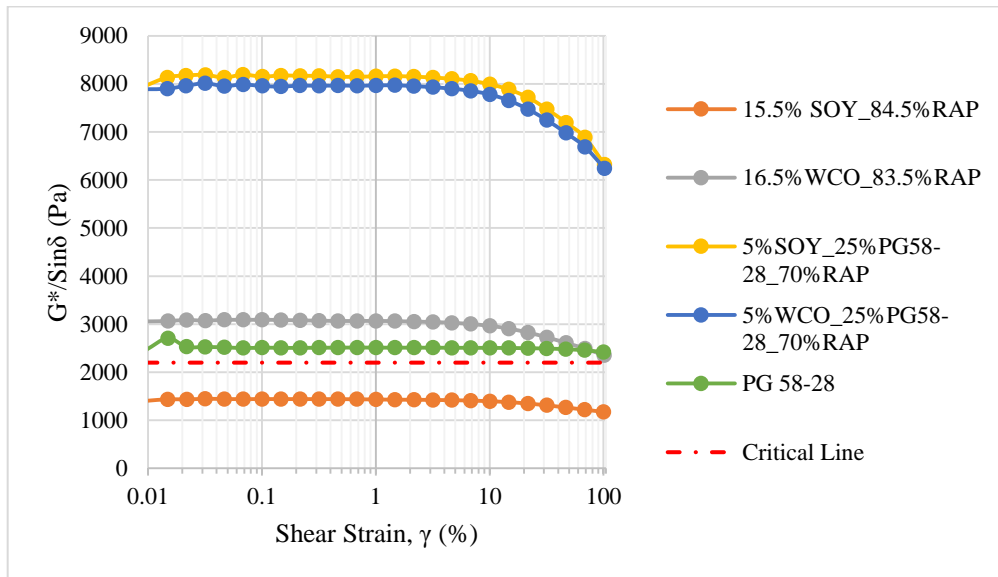 9000
8000
7000
6000
5000
4000
3000
2000
1000
0
G*/Sinδ (Pa)
0.01 0.1 1 10 100
Shear Strain, γ (%)
15.5% SOY_84.5%RAP
16.5%WCO_83.5%RAP
5%SOY_25%PG58-
28_70%RAP
5%WCO_25%PG58-
28_70%RAP
PG 58-28
Critical Line